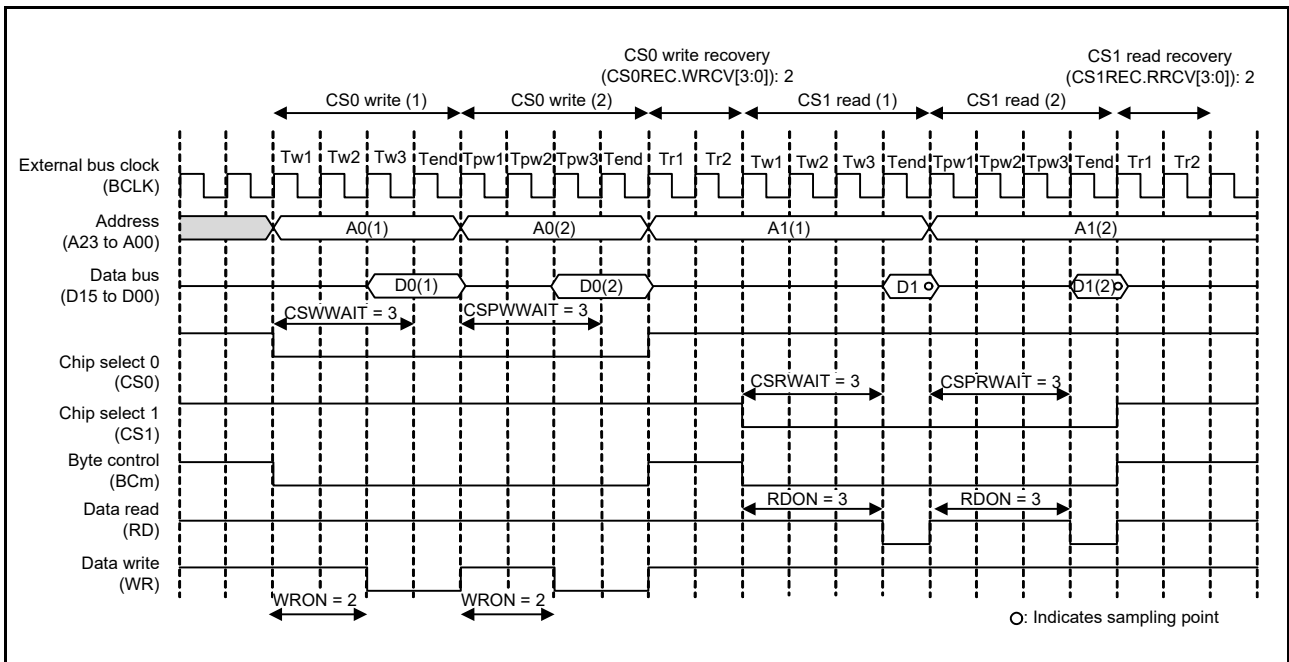 CS0 write recovery
(CS0REC.WRCV[3:0]): 2
CS1 read recovery
(CS1REC.RRCV[3:0]): 2
CS0 write (1) CS0 write (2) CS1 read (1) CS1 read (2)
Tw1 Tw2 Tw3 Tend Tpw1 Tpw2 Tpw3 Tend Tr1 Tr2 Tw1 Tw2 Tw3 Tend Tpw1 Tpw2 Tpw3 Tend Tr1 Tr2
External bus clock
(BCLK)
Address
(A23 to A00)
A0(1) A0(2) A1(1) A1(2)
Data bus
(D15 to D00)
D0(1) D0(2) D1 D1(2)
CSWWAIT = 3 CSPWWAIT = 3
Chip select 0
(CS0)
CSRWAIT = 3 CSPRWAIT = 3
Chip select 1
(CS1)
Byte control
(BCm)
RDON = 3 RDON = 3
Data read
(RD)
Data write
(WR)
WRON = 2 WRON = 2
O: Indicates sampling point